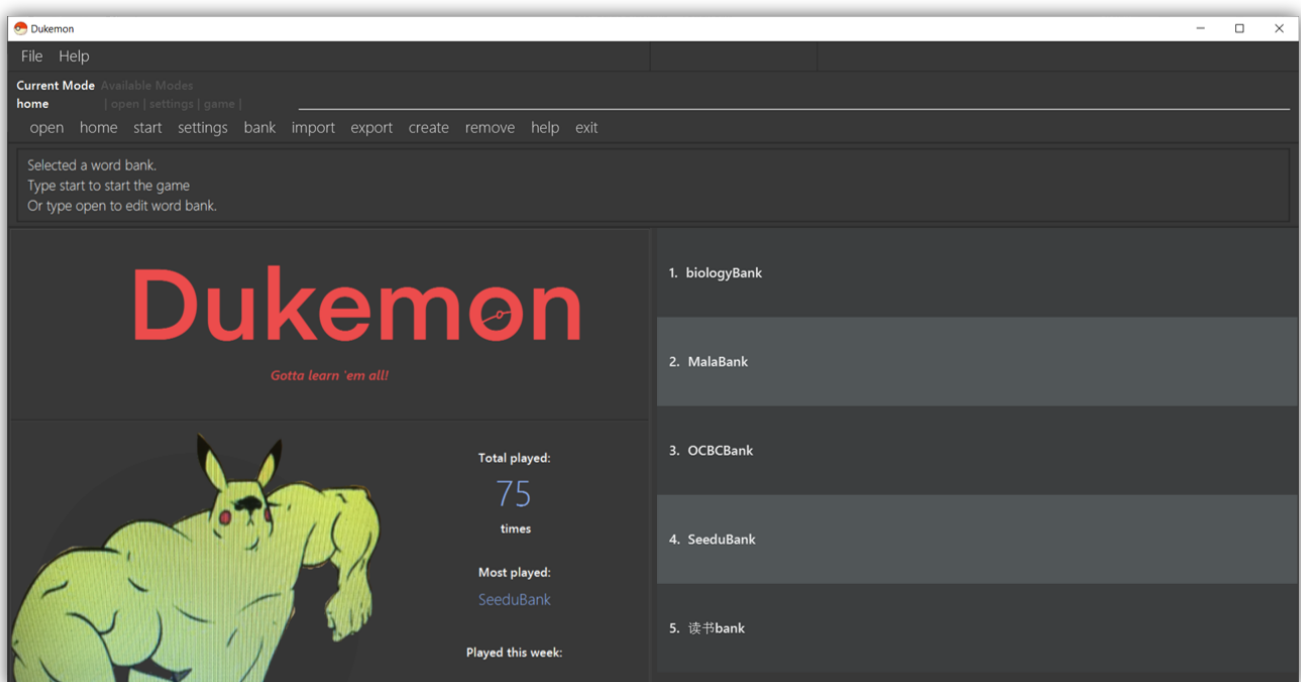 Dukemon
File Help
Current Mode Available Modes
home | open | settings | game |
open home start settings bank import export create remove help exit
Selected a word bank.
Type start to start the game
Or type open to edit word bank.
Dukemon
Gotta learn `em all!
Total played:
75
times
Most played:
SeeduBank
Played this week:
1. biologyBank
2. MalaBank
3. OCBCBank
4. SeeduBank
5. 读书bank